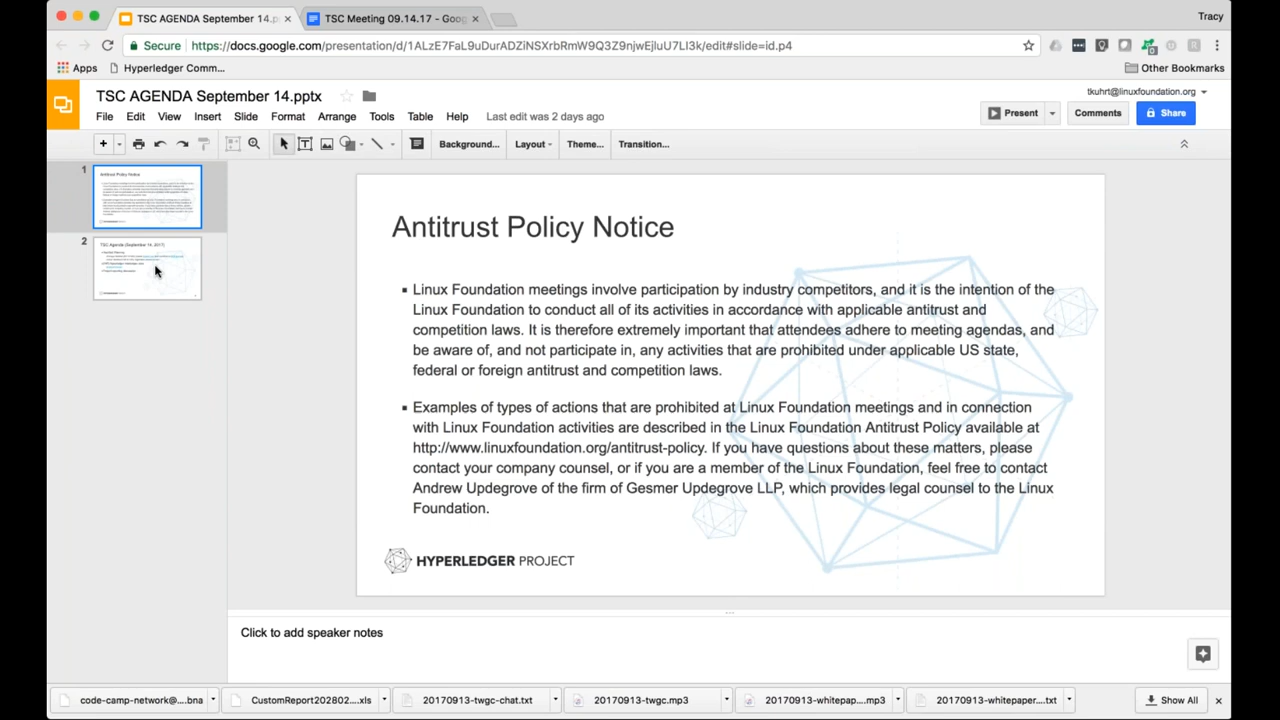 TSC AGENDA September 14.p
TSC Meeting 09.14.17 - Goog
Tracy
Secure
https://docs.google.com/presentation/d/1ALzE7FaL9uDurADZiNSXrbRmW9Q3Z9njwEjluU7LI3k/edit#slide=id.p4
Apps
Hyperledger Comm...
Other Bookmarks
TSC AGENDA September 14.pptx
tkuhrt@linuxfoundation.org
File Edit View Insert Slide Format Arrange Tools Table Help Last edit was 2 days ago
Present
Comments
Share
Background...
Layout
Theme...
Transition...
1
Antitrust Policy Notice
2
TSC Agenda (September 14, 2017)
Antitrust Policy Notice
Linux Foundation meetings involve participation by industry competitors, and it is the intention of the
Linux Foundation to conduct all of its activities in accordance with applicable antitrust and
competition laws. It is therefore extremely important that attendees adhere to meeting agendas, and
be aware of, and not participate in, any activities that are prohibited under applicable US state,
federal or foreign antitrust and competition laws.
Examples of types of actions that are prohibited at Linux Foundation meetings and in connection
with Linux Foundation activities are described in the Linux Foundation Antitrust Policy available at
http://www.linuxfoundation.org/antitrust-policy. If you have questions about these matters, please
contact your company counsel, or if you are a member of the Linux Foundation, feel free to contact
Andrew Updegrove of the firm of Gesmer Updegrove LLP, which provides legal counsel to the Linux
Foundation.
HYPERLEDGER PROJECT
Click to add speaker notes
code-camp-network@....bna
CustomReport202802....xls
20170913-twgc-chat.txt
20170913-twgc.mp3
20170913-whitepap....mp3
20170913-whitepaper....txt
Show All